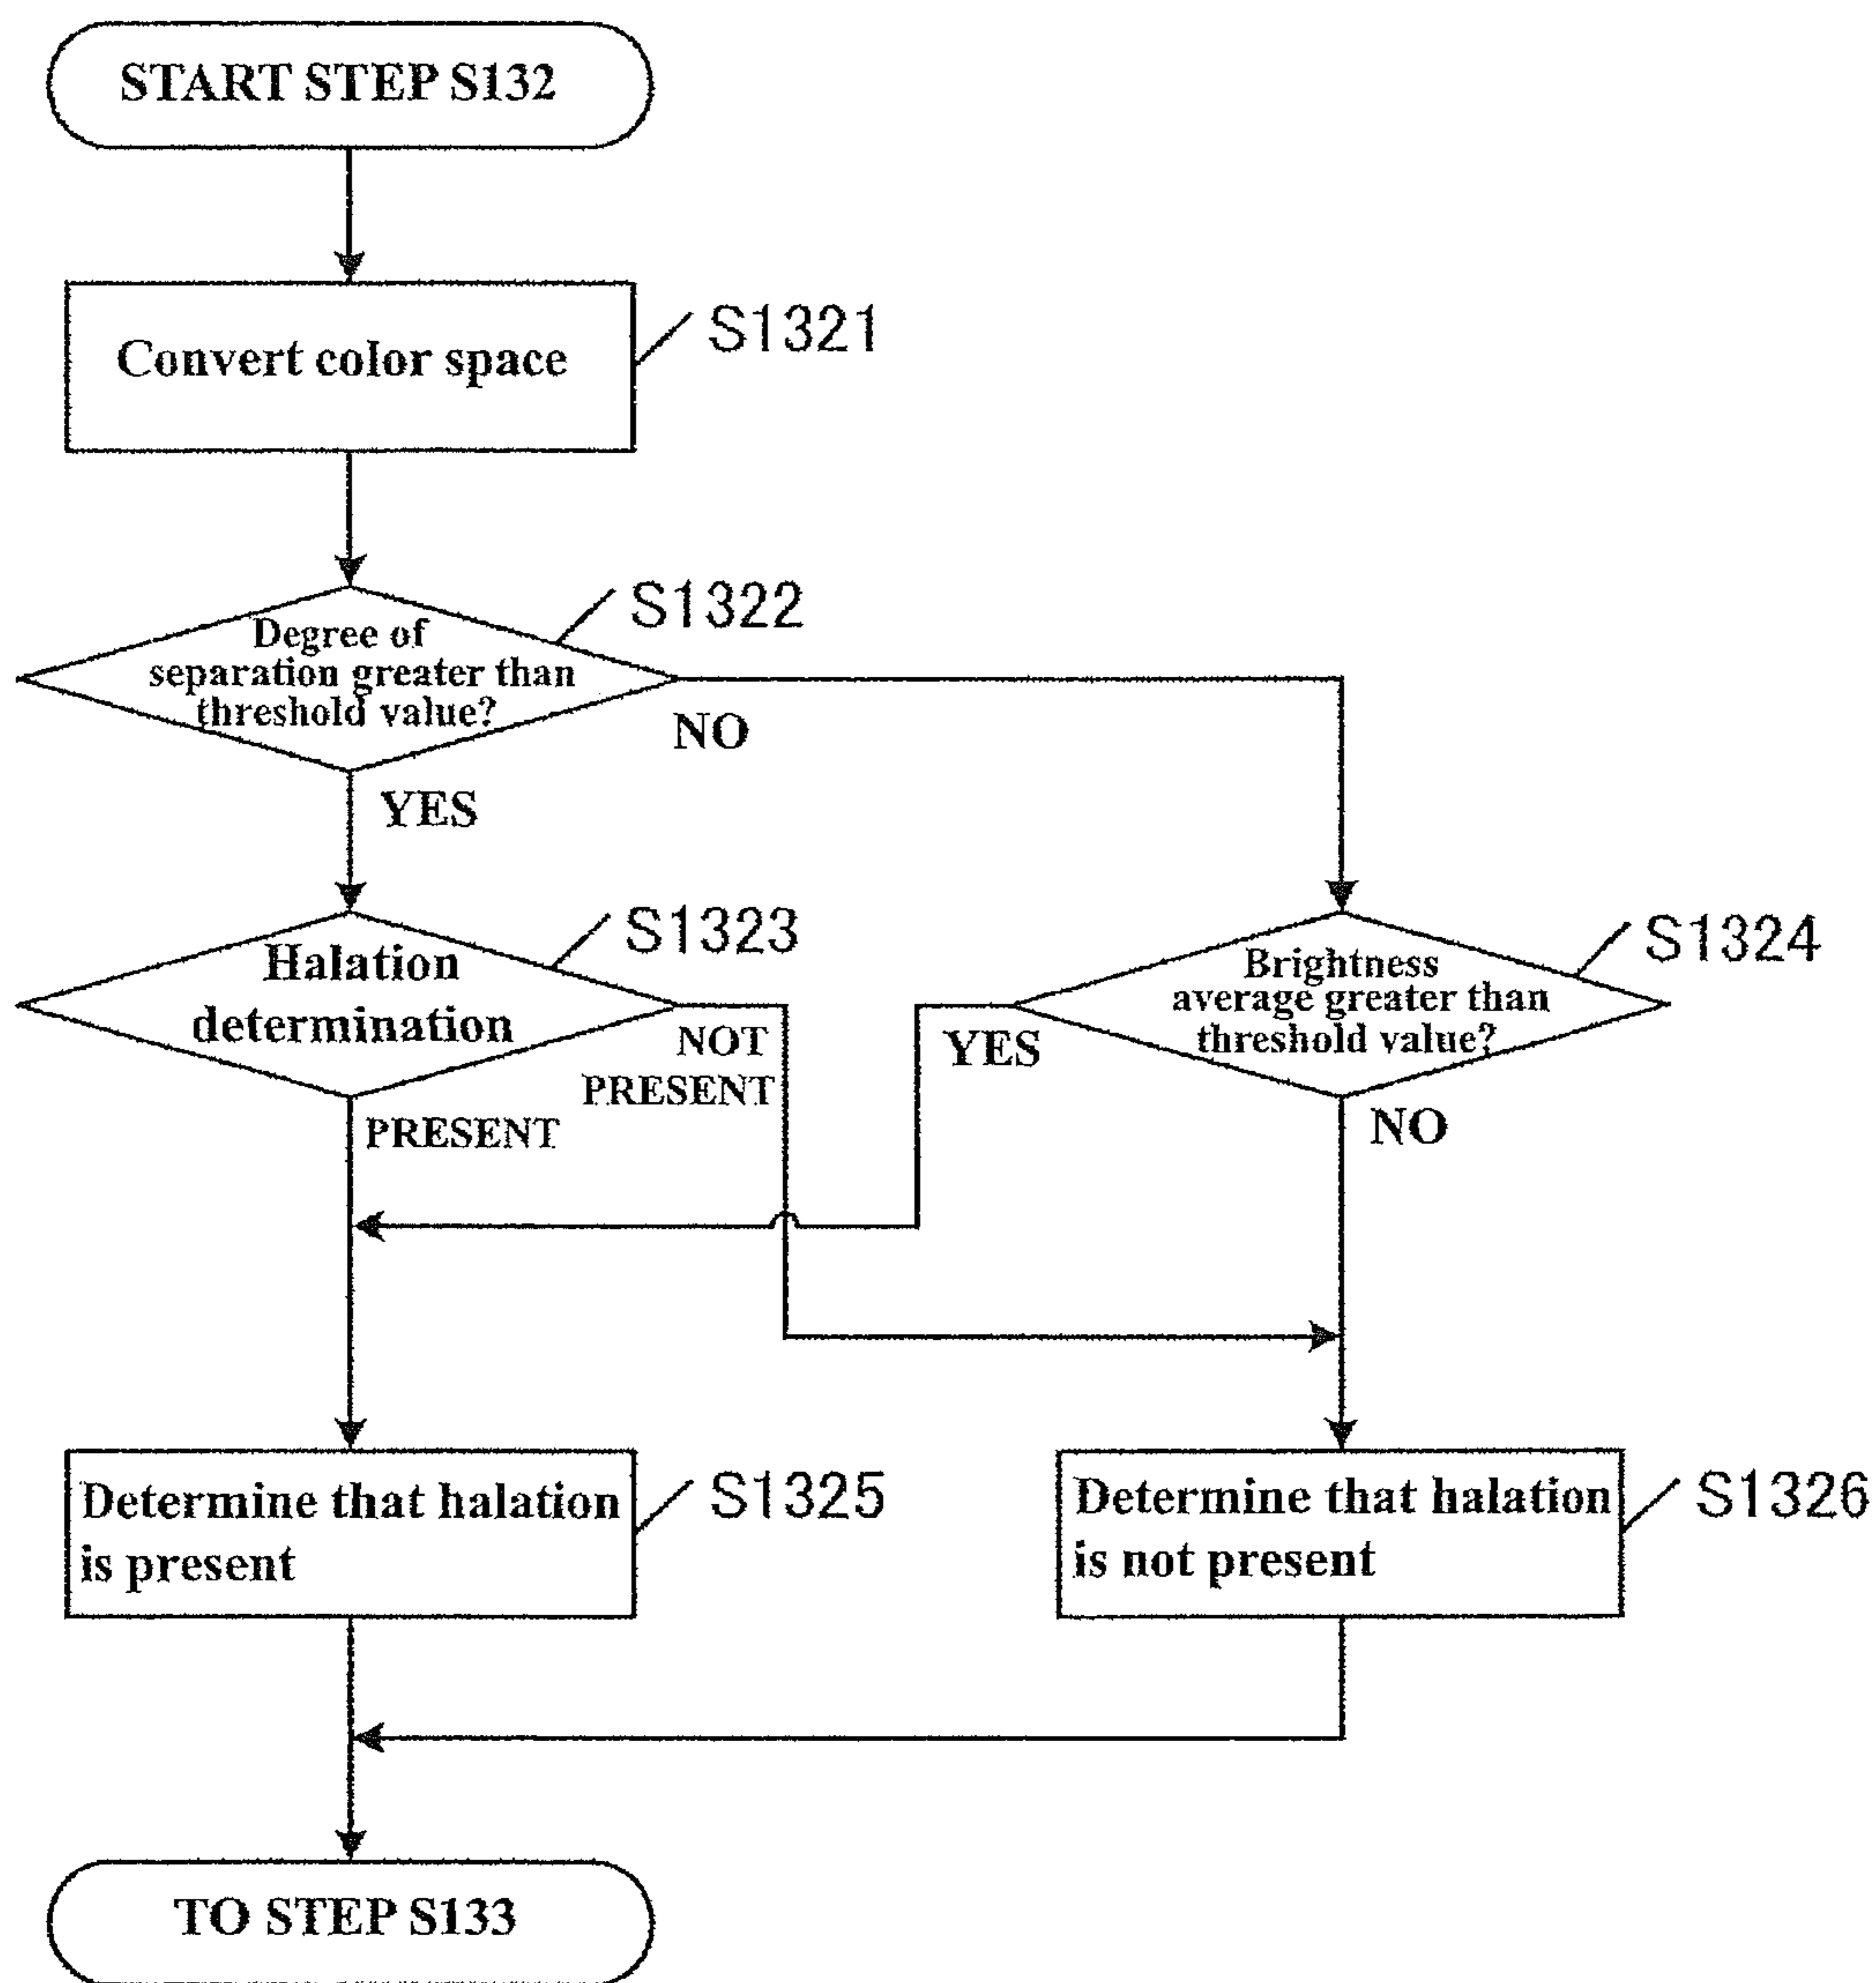 START STEP S132
Convert color space
S1321
S1322
Degree of
separation greater than
threshold value?
NO
YES
S1323
Halation
determination
NOT
PRESENT
PRESENT
S1324
Brightness
average greater than
threshold value?
YES
NO
Determine that halation
is present
S1325
Determine that halation
is not present
S1326
TO STEP S133